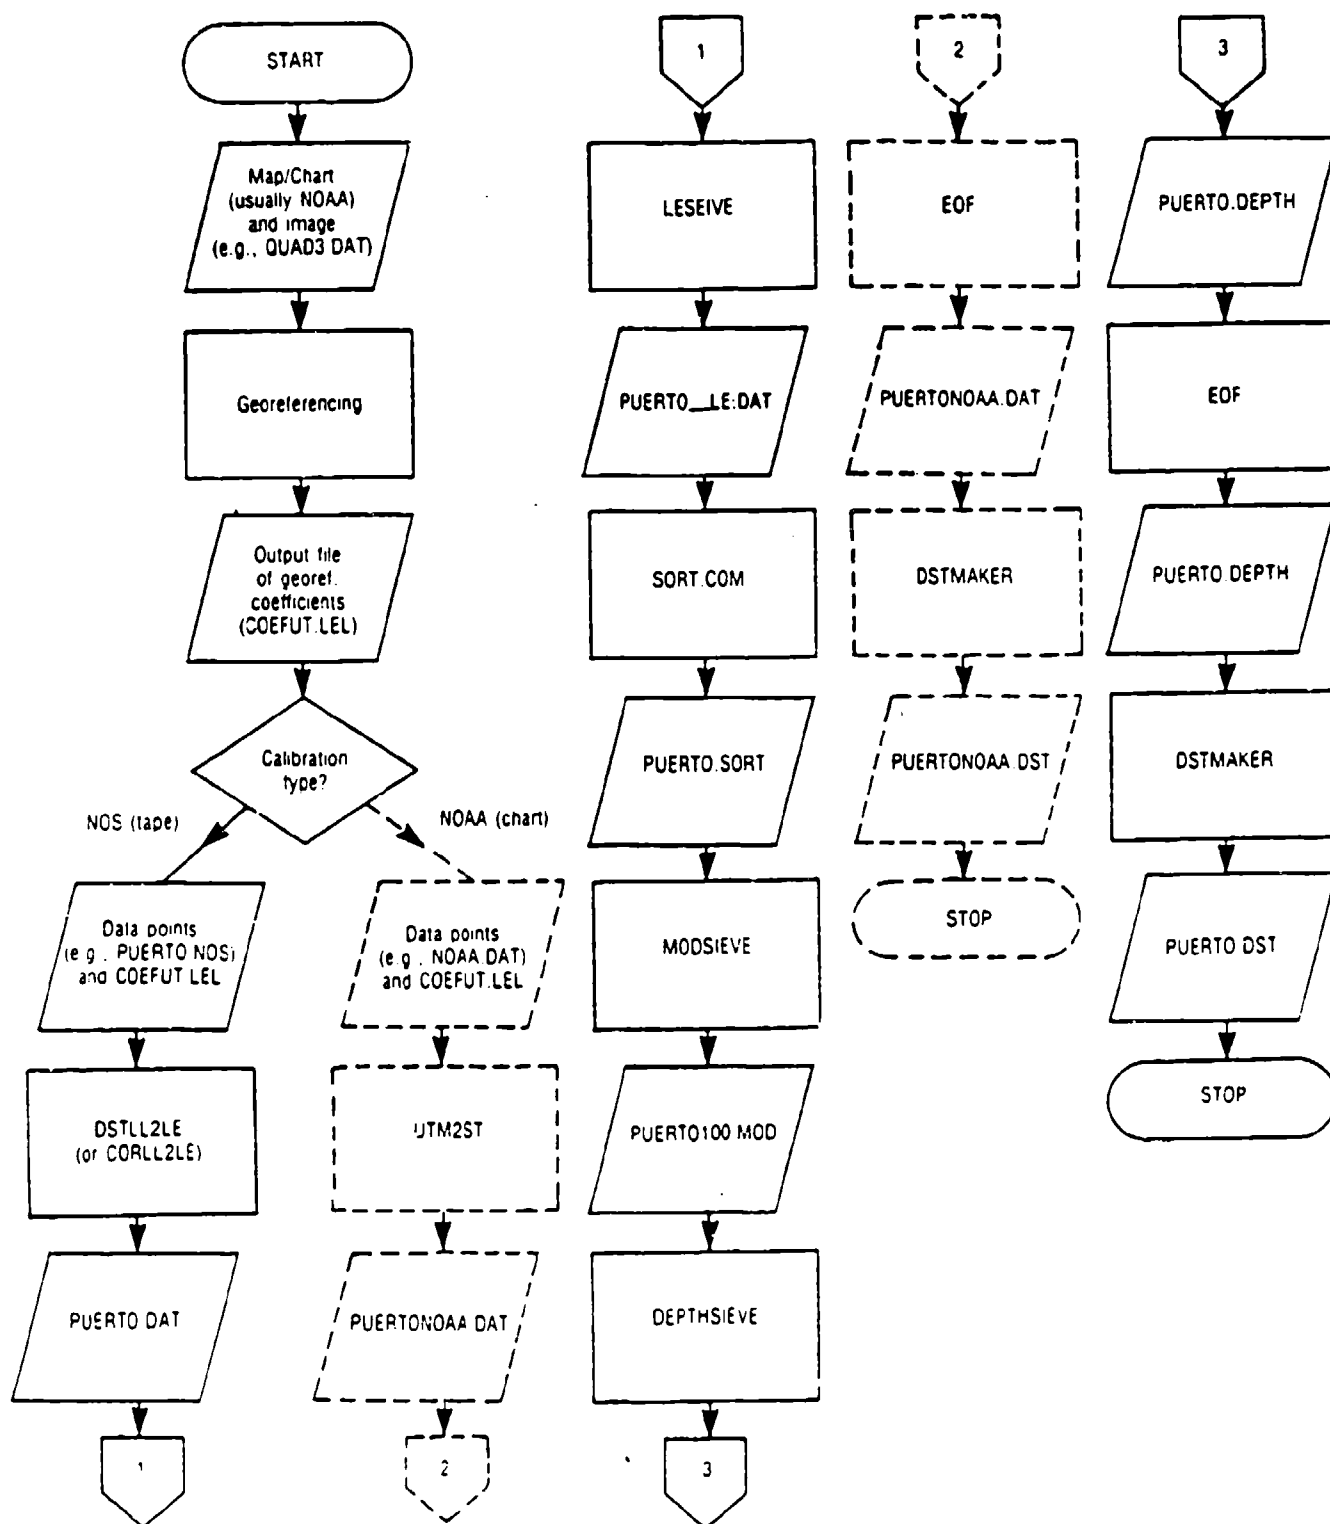 START
Map/Chart
(usually NOAA)
and image
(e.g., QUAD3 DAT)
Georeferencing
Output file
of georef.
coefficients
(COEFUT.LEL)
Calibration
type?
NOS (tape)
NOAA (chart)
Data points
(e.g., PUERTO NOS)
and COEFUT LEL
DSTLL2LE
(or CORLL2LE)
PUERTO DAT
1
Data points
(e.g., NOAA.DAT)
and COEFUT.LEL
UTM2ST
PUERTONOAA DAT
2
1
LESEIVE
PUERTO__LE:DAT
SORT.COM
PUERTO.SORT
MODSIEVE
PUERTO100 MOD
DEPTHSIEVE
3
2
EOF
PUERTONOAA.DAT
DSTMAKER
PUERTONOAA.DST
STOP
3
PUERTO.DEPTH
EOF
PUERTO.DEPTH
DSTMAKER
PUERTO DST
STOP